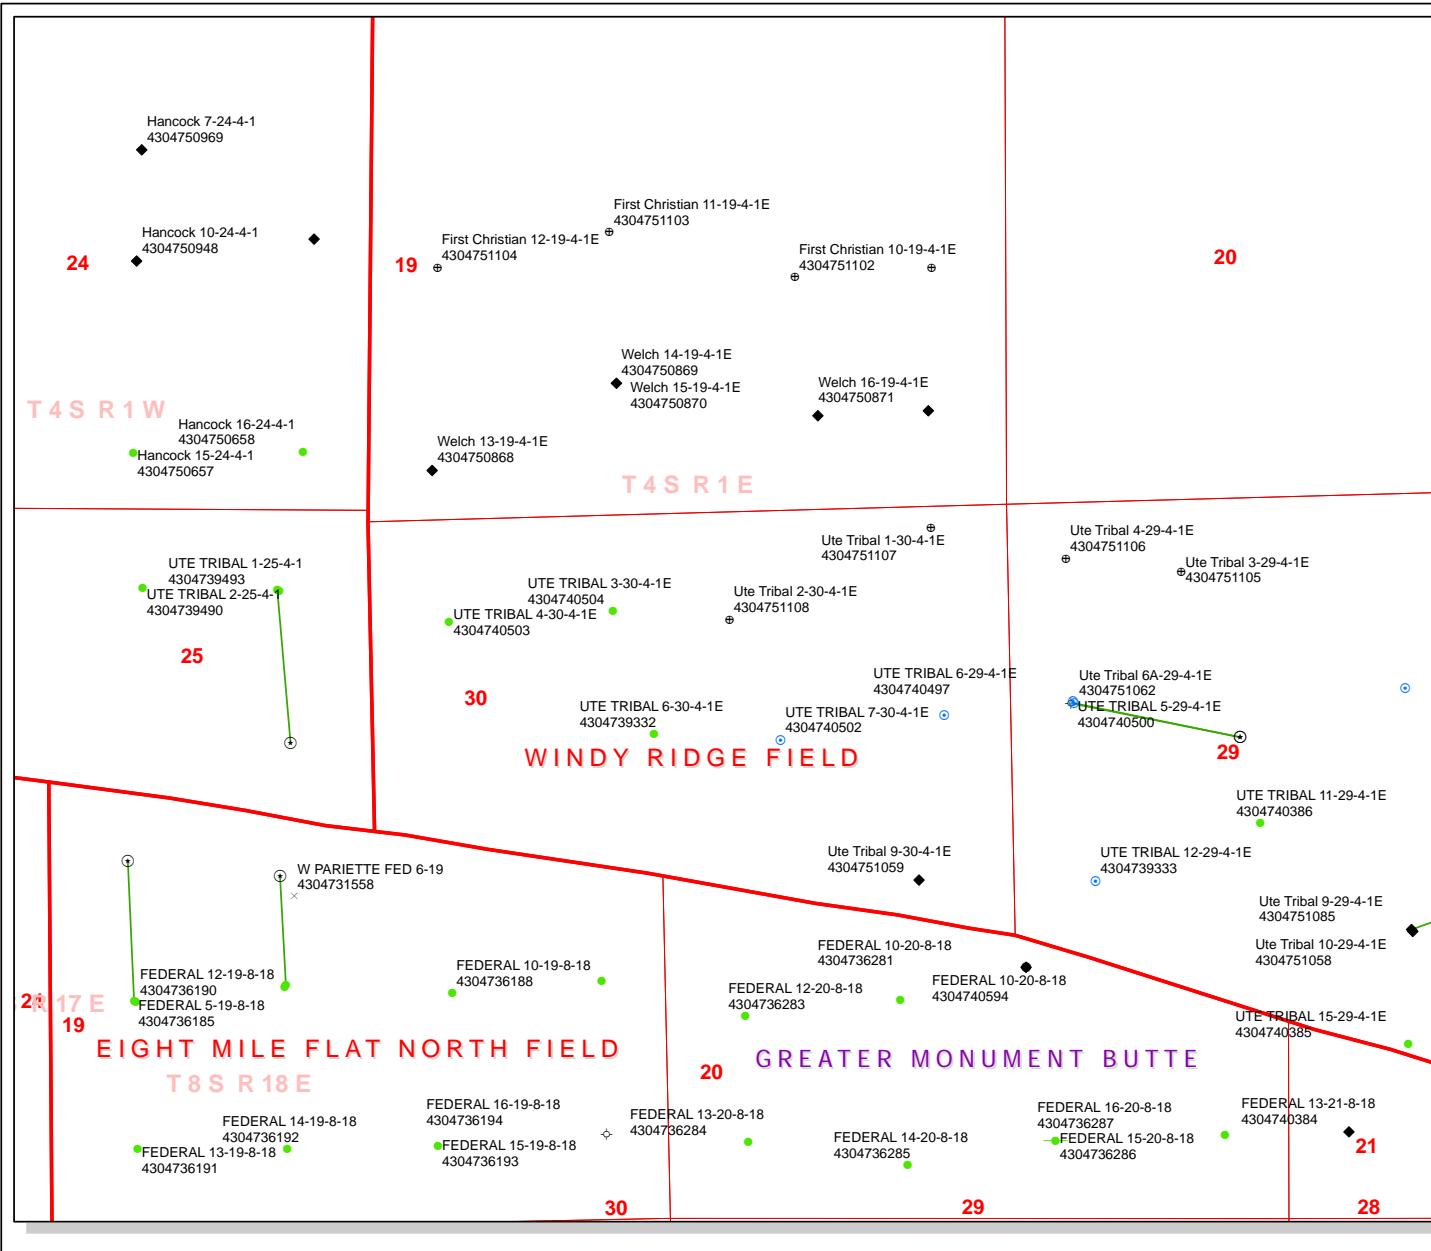 Hancock 7-24-4-1
4304750969
First Christian 11-19-4-1E
4304751103
Hancock 10-24-4-1
4304750948
First Christian 12-19-4-1E
4304751104
First Christian 10-19-4-1E
4304751102
24
19
20
Welch 14-19-4-1E
4304750869
Welch 15-19-4-1E
4304750870
Welch 16-19-4-1E
4304750871
T4S R1W
Hancock 16-24-4-1
4304750658
Hancock 15-24-4-1
4304750657
Welch 13-19-4-1E
4304750868
T4S R1E
Ute Tribal 1-30-4-1E
4304751107
Ute Tribal 4-29-4-1E
4304751106
Ute Tribal 3-29-4-1E
4304751105
UTE TRIBAL 1-25-4-1
4304739493
UTE TRIBAL 2-25-4-1
4304739490
UTE TRIBAL 3-30-4-1E
4304740504
UTE TRIBAL 4-30-4-1E
4304740503
Ute Tribal 2-30-4-1E
4304751108
25
30
UTE TRIBAL 6-29-4-1E
4304740497
Ute Tribal 6A-29-4-1E
4304751062
UTE TRIBAL 5-29-4-1E
4304740500
UTE TRIBAL 6-30-4-1E
4304739332
UTE TRIBAL 7-30-4-1E
4304740502
WINDY RIDGE FIELD
29
UTE TRIBAL 11-29-4-1E
4304740386
W PARIETTE FED 6-19
4304731558
Ute Tribal 9-30-4-1E
4304751059
UTE TRIBAL 12-29-4-1E
4304739333
Ute Tribal 9-29-4-1E
4304751085
Ute Tribal 10-29-4-1E
4304751058
FEDERAL 12-19-8-18
4304736190
FEDERAL 5-19-8-18
4304736185
FEDERAL 10-19-8-18
4304736188
FEDERAL 10-20-8-18
4304736281
FEDERAL 10-20-8-18
4304740594
FEDERAL 12-20-8-18
4304736283
UTE TRIBAL 15-29-4-1E
4304740385
24
R 17 E
19
EIGHT MILE FLAT NORTH FIELD
GREATER MONUMENT BUTTE
T8S R18E
20
FEDERAL 14-19-8-18
4304736192
FEDERAL 13-19-8-18
4304736191
FEDERAL 16-19-8-18
4304736194
FEDERAL 15-19-8-18
4304736193
FEDERAL 13-20-8-18
4304736284
FEDERAL 14-20-8-18
4304736285
FEDERAL 16-20-8-18
4304736287
FEDERAL 15-20-8-18
4304736286
FEDERAL 13-21-8-18
4304740384
21
30
29
28